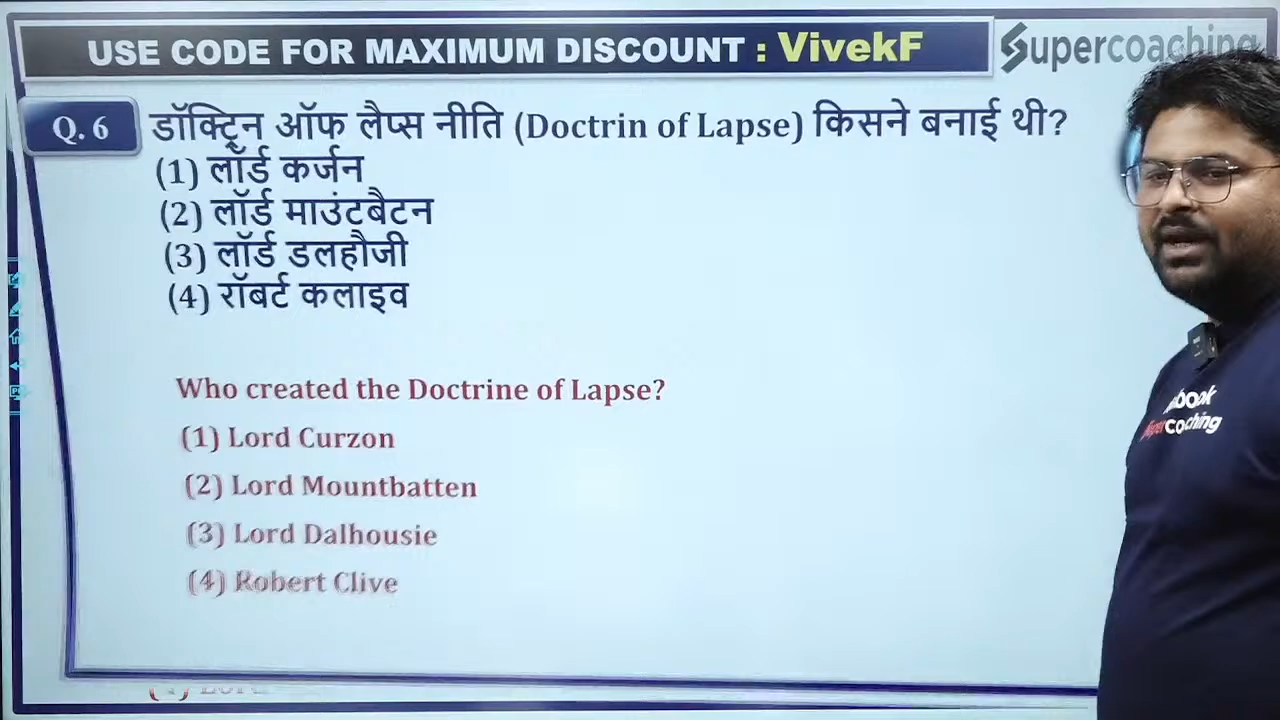 USE CODE FOR MAXIMUM DISCOUNT : VivekF
Supercoaching
Q. 6
डॉक्ट्रिन ऑफ लैप्स नीति (Doctrin of Lapse) किसने बनाई थी?
(1) लॉर्ड कर्जन
(2) लॉर्ड माउंटबैटन
(3) लॉर्ड डलहौजी
(4) रॉबर्ट कलाइव
Who created the Doctrine of Lapse?
(1) Lord Curzon
(2) Lord Mountbatten
(3) Lord Dalhousie
(4) Robert Clive
book
SuperCoaching